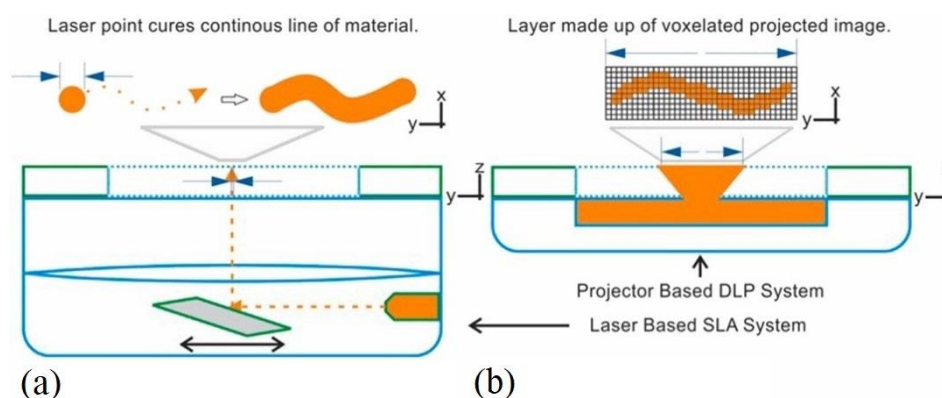 Laser point cures continous line of material.
Layer made up of voxelated projected image.
x
y
x
y
z
y
y
Projector Based DLP System
Laser Based SLA System
(a)
(b)